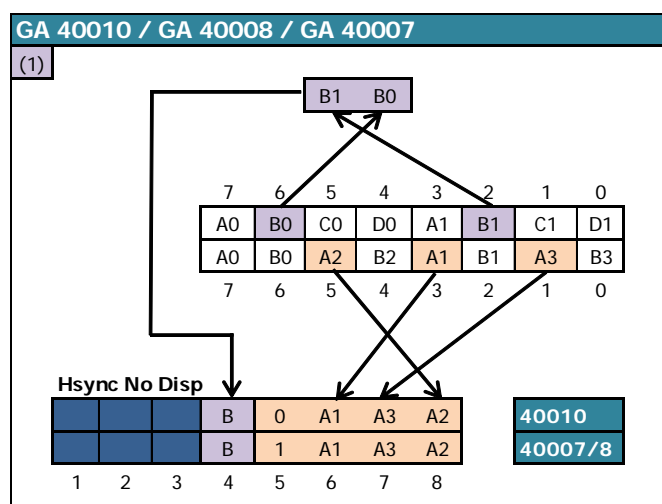 GA 40010 / GA 40008 / GA 40007
(1)
B1 B0
7 6 5 4 3 2 1 0
A0 B0 C0 D0 A1 B1 C1 D1
A0 B0 A2 B2 A1 B1 A3 B3
7 6 5 4 3 2 1 0
Hsync No Disp
B 0 A1 A3 A2 40010
B 1 A1 A3 A2 40007/8
1 2 3 4 5 6 7 8